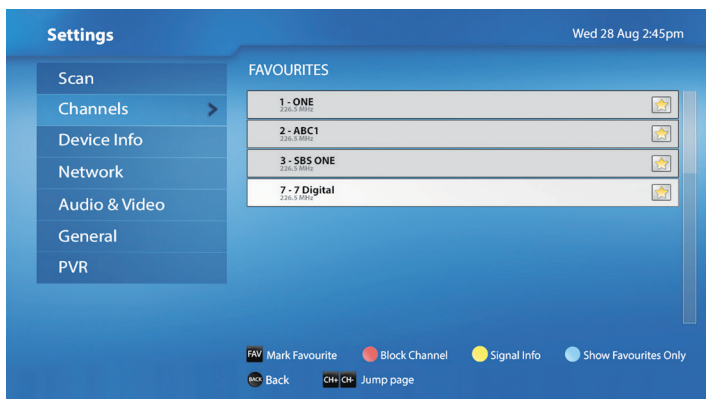 Settings
Wed 28 Aug 2:45pm
Scan
Channels
Device Info
Network
Audio & Video
General
PVR
FAVOURITES
1 - ONE
226.5 MHz
2 - ABC1
226.5 MHz
3 - SBS ONE
226.5 MHz
7 - 7 Digital
226.5 MHz
FAV Mark Favourite Block Channel Signal Info Show Favourites Only
BACK Back CH+ CH- Jump page